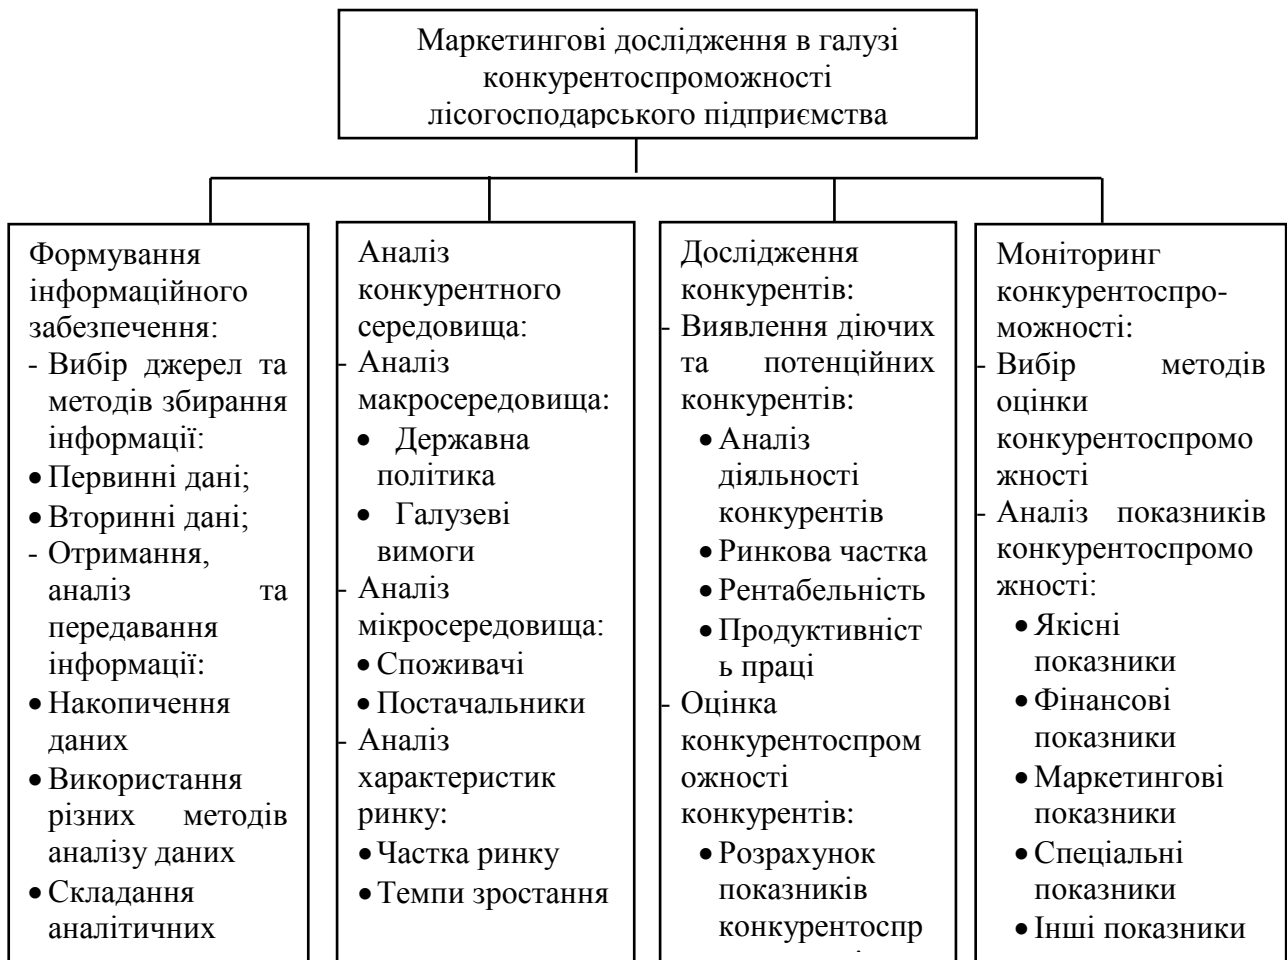 Маркетингові дослідження в галузі
конкурентоспроможності
лісогосподарського підприємства
Формування
інформаційного
забезпечення:
- Вибір джерел та
методів збирання
інформації:
• Первинні дані;
• Вторинні дані;
- Отримання,
аналіз та
передавання
інформації:
• Накопичення
даних
• Використання
різних методів
аналізу даних
• Складання
аналітичних
Аналіз
конкурентного
середовища:
- Аналіз
макросередовища:
• Державна
політика
• Галузеві
вимоги
- Аналіз
мікросередовища:
• Споживачі
• Постачальники
- Аналіз
характеристик
ринку:
• Частка ринку
• Темпи зростання
Дослідження
конкурентів:
- Виявлення діючих
та потенційних
конкурентів:
• Аналіз
діяльності
конкурентів
• Ринкова частка
• Рентабельність
• Продуктивніст
ь праці
- Оцінка
конкурентоспром
ожності
конкурентів:
• Розрахунок
показників
конкурентоспр
Моніторинг
конкурентоспро-
можності:
- Вибір методів
оцінки
конкурентоспромо
жності
- Аналіз показників
конкурентоспромо
жності:
• Якісні
показники
• Фінансові
показники
• Маркетингові
показники
• Спеціальні
показники
• Інші показники